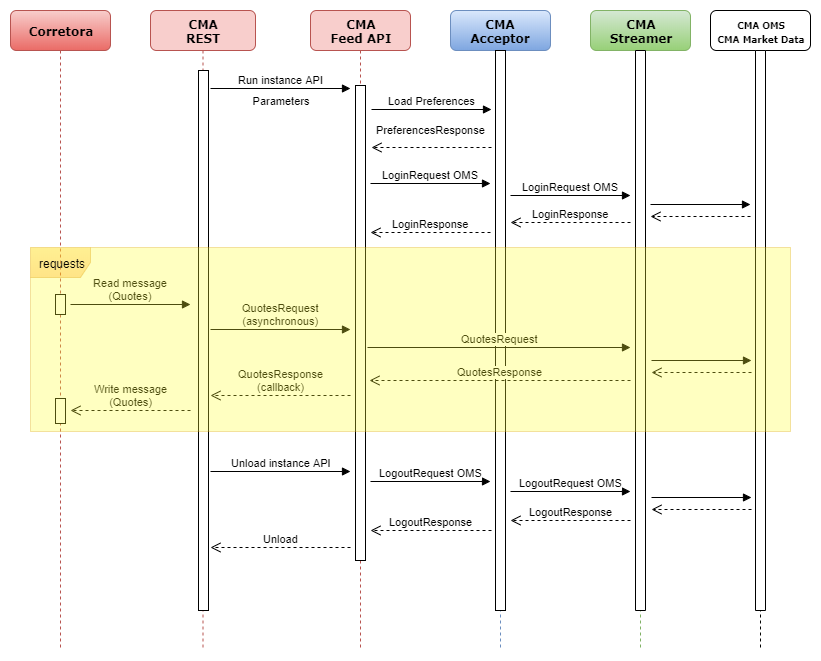 Corretora
CMA
REST
CMA
Feed API
CMA
Acceptor
CMA
Streamer
CMA OMS
CMA Market Data
Run instance API
Parameters
Load Preferences
PreferencesResponse
LoginRequest OMS
LoginRequest OMS
LoginResponse
LoginResponse
requests
Read message
(Quotes)
QuotesRequest
(asynchronous)
QuotesRequest
QuotesResponse
QuotesResponse
(callback)
Write message
(Quotes)
Unload instance API
LogoutRequest OMS
LogoutRequest OMS
LogoutResponse
LogoutResponse
Unload